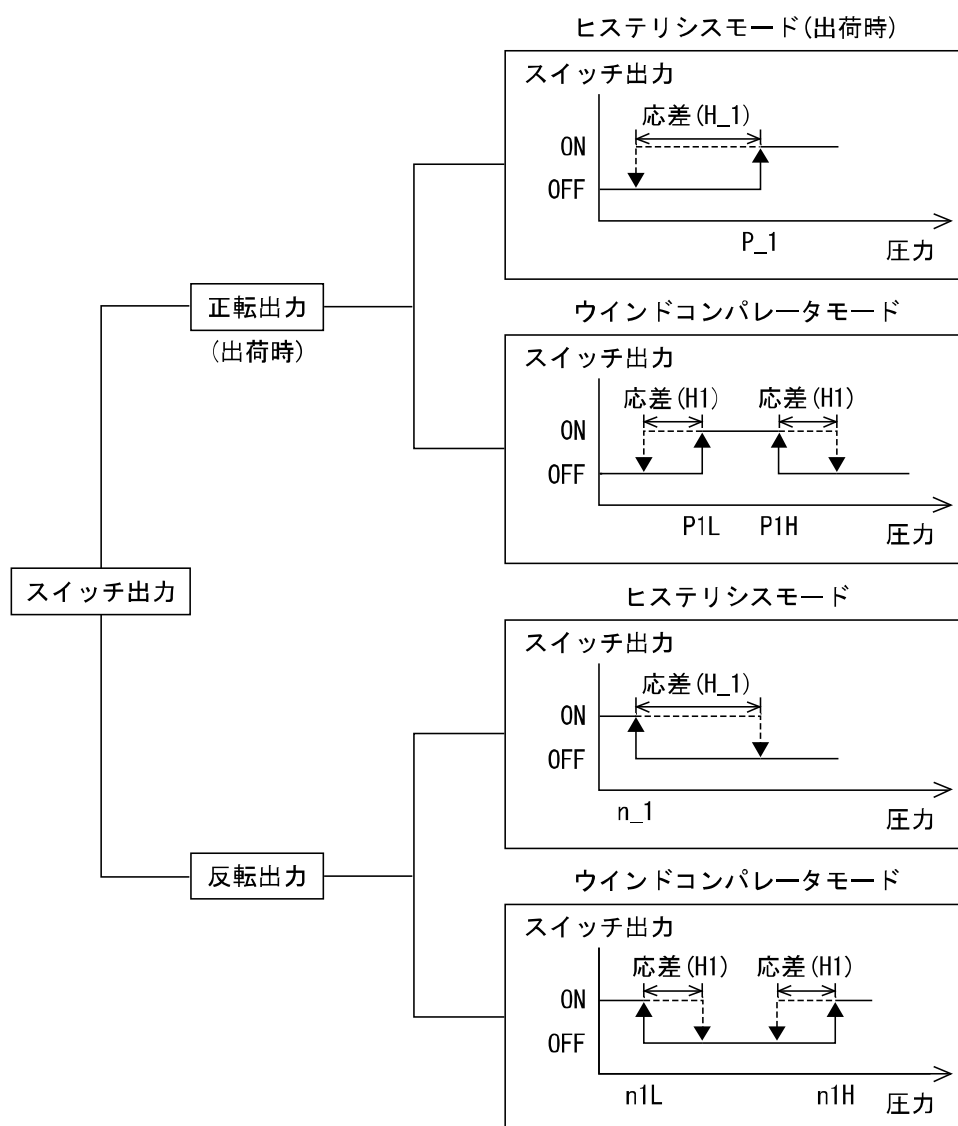 ヒステリシスモード(出荷時)
スイッチ出力
応差(H_1)
ON
OFF
P_1
圧力
正転出力
(出荷時)
ウインドコンパレータモード
スイッチ出力
応差(H1) 応差(H1)
ON
OFF
P1L P1H
圧力
スイッチ出力
ヒステリシスモード
スイッチ出力
応差(H_1)
ON
OFF
n_1
圧力
反転出力
ウインドコンパレータモード
スイッチ出力
応差(H1) 応差(H1)
ON
OFF
n1L n1H
圧力